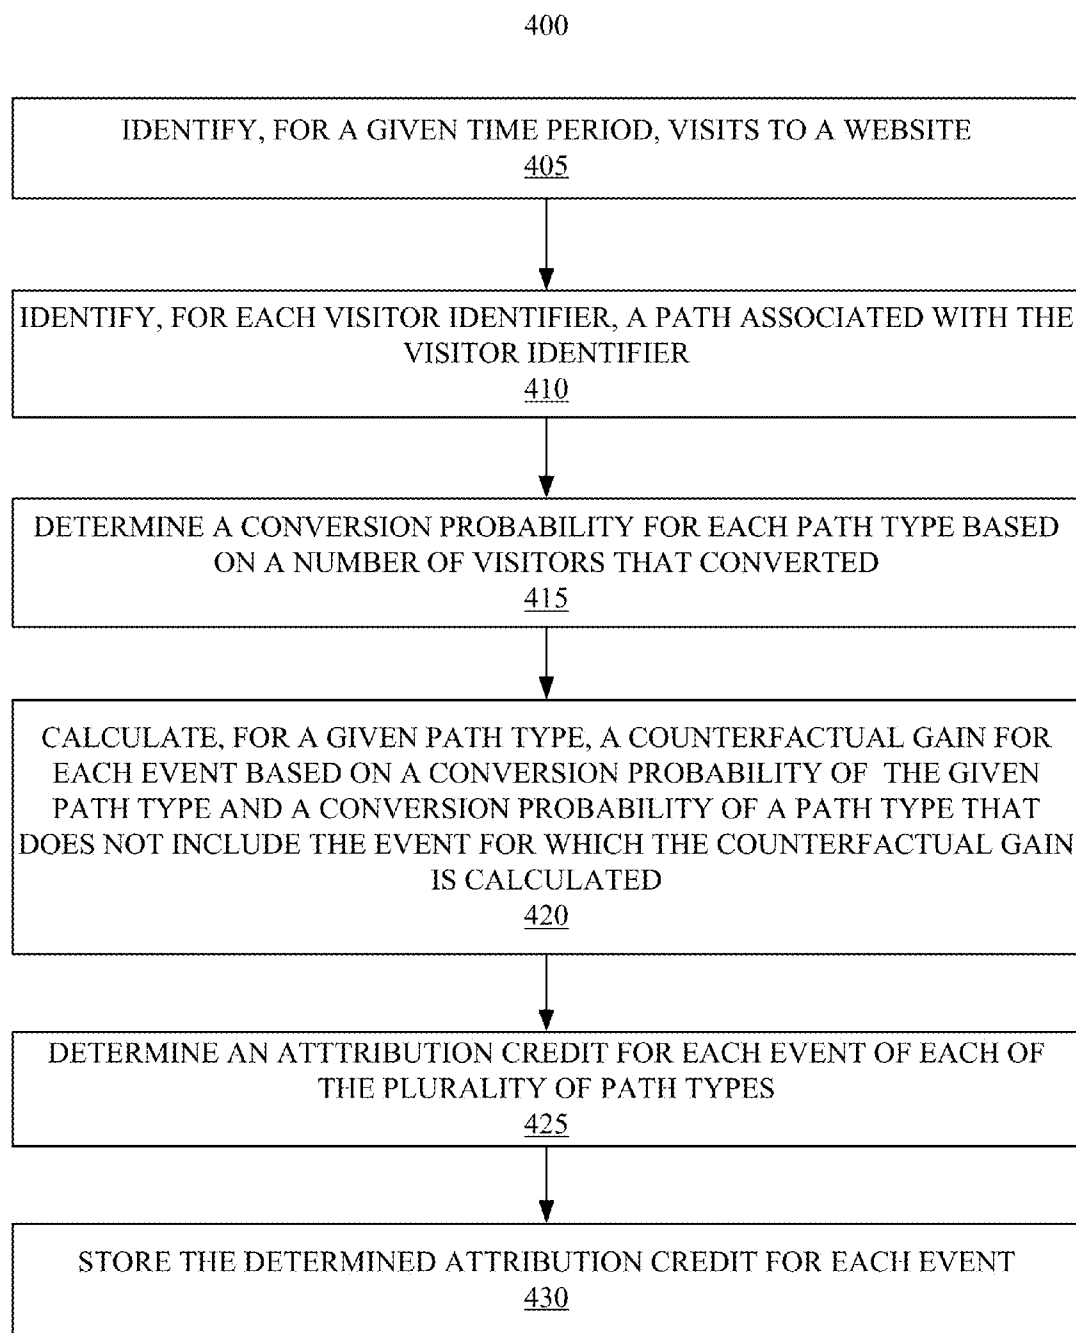 400
IDENTIFY, FOR A GIVEN TIME PERIOD, VISITS TO A WEBSITE
405
IDENTIFY, FOR EACH VISITOR IDENTIFIER, A PATH ASSOCIATED WITH THE
VISITOR IDENTIFIER
410
DETERMINE A CONVERSION PROBABILITY FOR EACH PATH TYPE BASED
ON A NUMBER OF VISITORS THAT CONVERTED
415
CALCULATE, FOR A GIVEN PATH TYPE, A COUNTERFACTUAL GAIN FOR
EACH EVENT BASED ON A CONVERSION PROBABILITY OF THE GIVEN
PATH TYPE AND A CONVERSION PROBABILITY OF A PATH TYPE THAT
DOES NOT INCLUDE THE EVENT FOR WHICH THE COUNTERFACTUAL GAIN
IS CALCULATED
420
DETERMINE AN ATTTRIBUTION CREDIT FOR EACH EVENT OF EACH OF
THE PLURALITY OF PATH TYPES
425
STORE THE DETERMINED ATTRIBUTION CREDIT FOR EACH EVENT
430